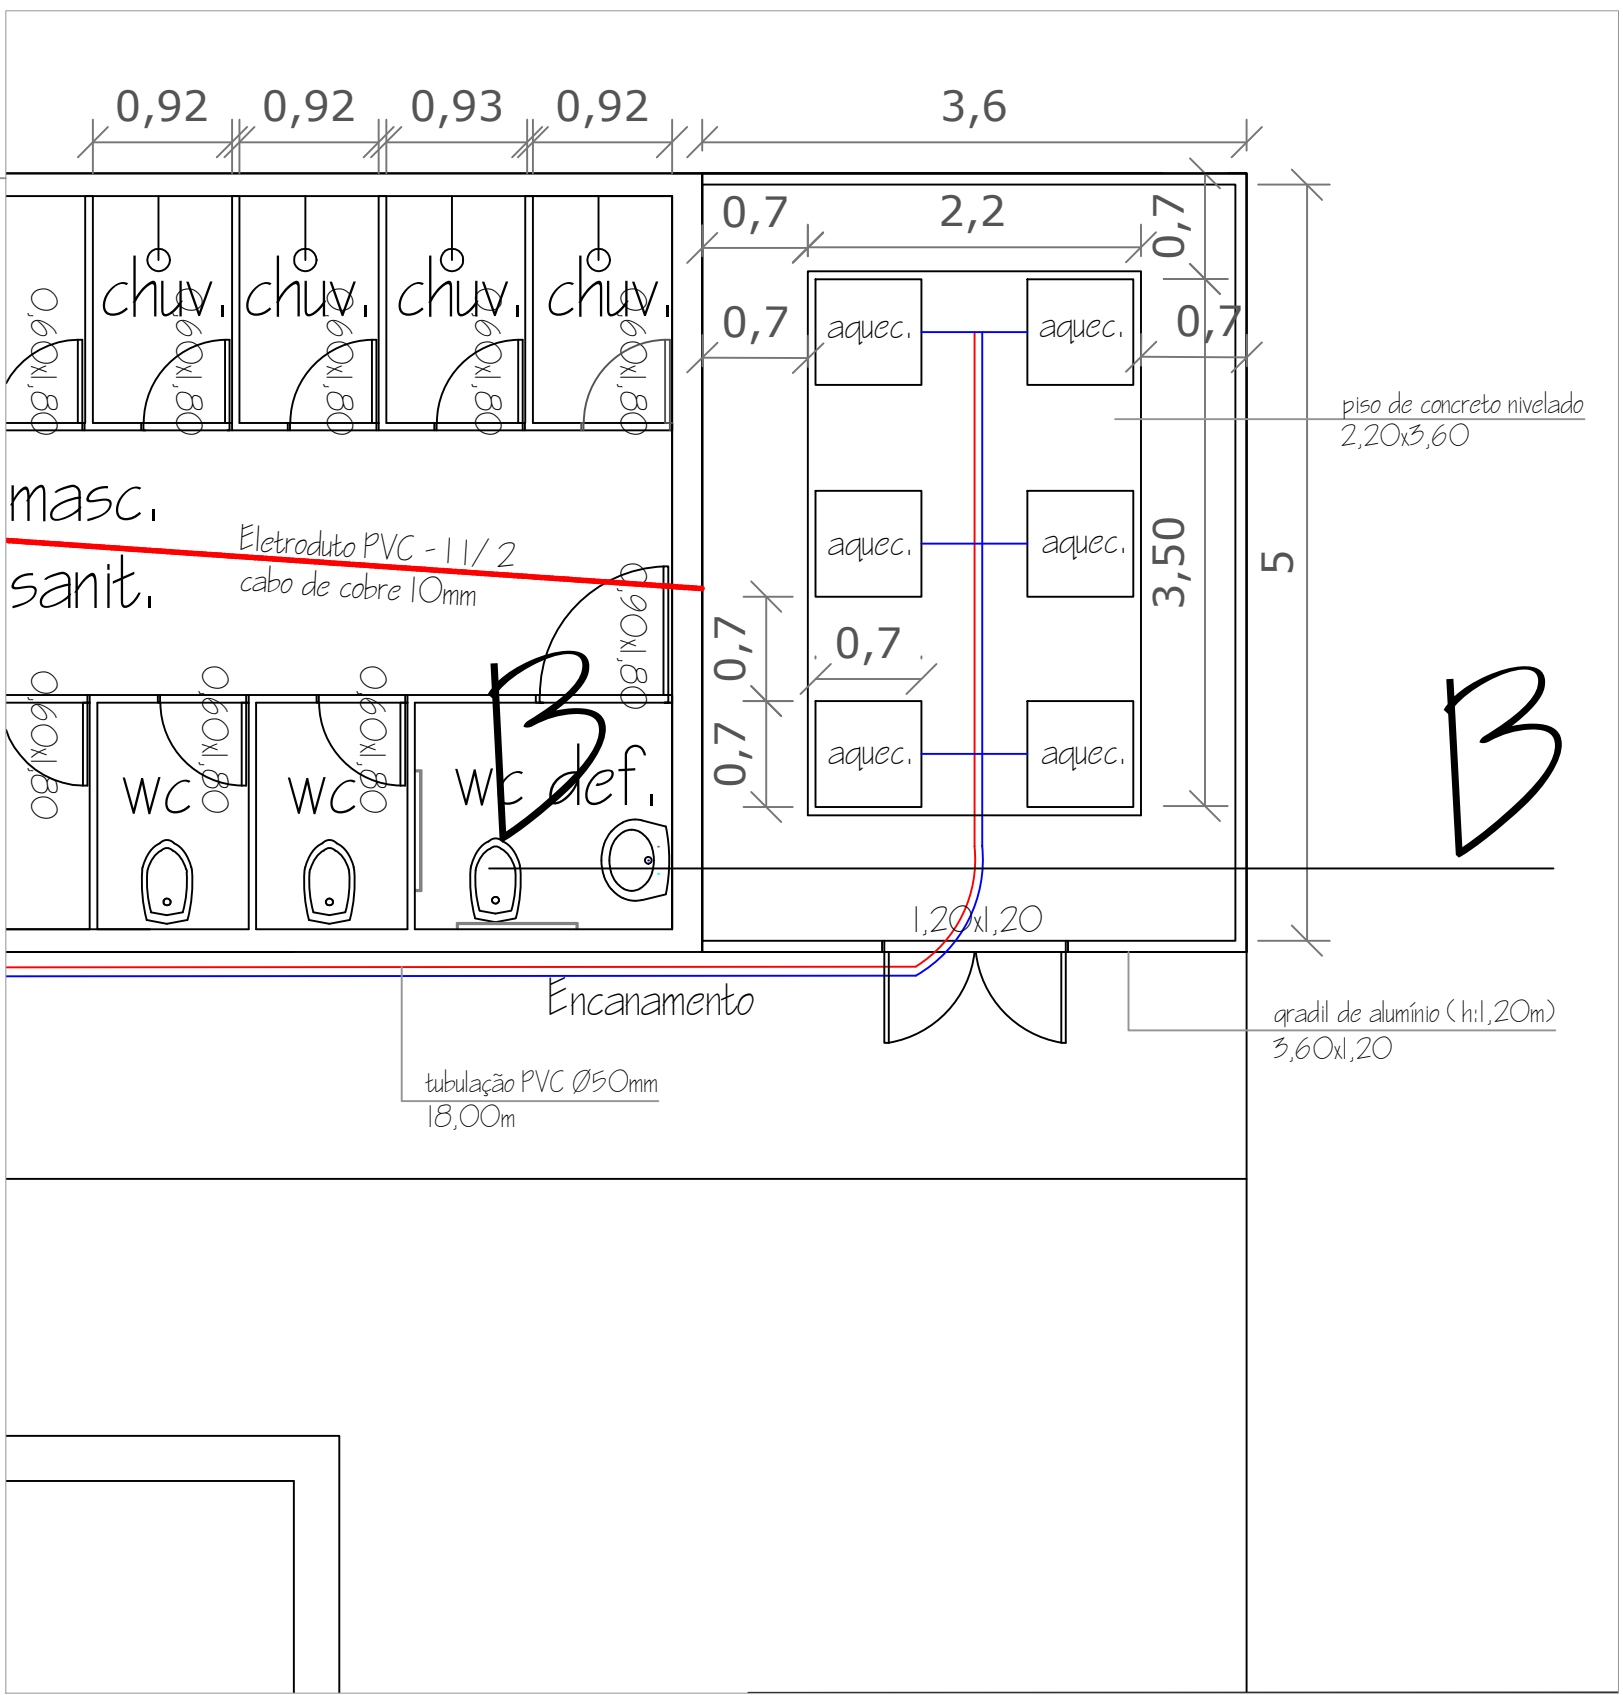 0,92 0,92 0,93 0,92 3,6
0,7 2,2 0,7
chuv. chuv. chuv. chuv.
0,60x1,80 0,60x1,80 0,60x1,80 0,60x1,80 0,60x1,80
0,7 aquec. aquec. 0,7
piso de concreto nivelado
2,20x3,60
masc.
sanit.
Eletroduto PVC - 1 1/2
cabo de cobre 10mm
aquec. aquec. 3,50 5
0,90x1,80
0,7 0,7
0,60x1,80 0,60x1,80 0,60x1,80
B B
wc wc wc def.
0,7 aquec. aquec.
1,20x1,20
Encanamento
gradil de alumínio (h:1,20m)
3,60x1,20
tubulação PVC Ø50mm
18,00m